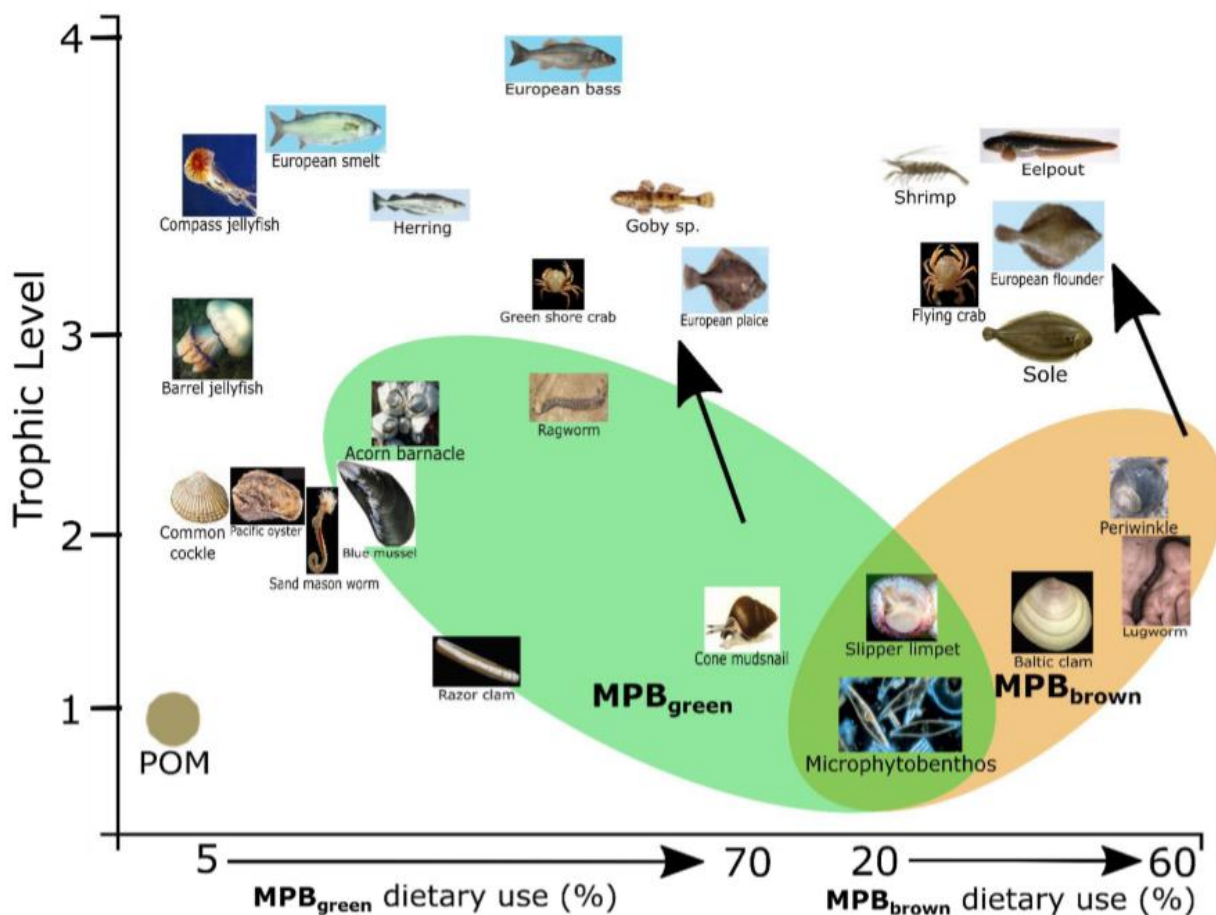 4
European bass
European smelt
Eelpout
Shrimp
Compass jellyfish
Herring
Goby sp.
European flounder
Green shore crab
European plaice
Flying crab
3
Trophic Level
Barrel jellyfish
Sole
Ragworm
Acorn barnacle
Common
cockle
Pacific oyster
Sand mason worm
Blue mussel
2
Periwinkle
Lugworm
Cone mudsnail
Slipper limpet
Baltic clam
Razor clam
MPBgreen
MPBbrown
1
POM
Microphytobenthos
5
70
20
60
MPBgreen dietary use (%)
MPBbrown dietary use (%)